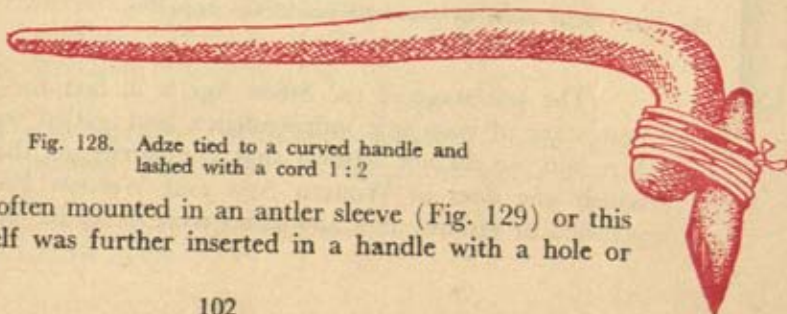 Fig. 128. Adze tied to a curved handle and
lashed with a cord 1 : 2
often mounted in an antler sleeve (Fig. 129) or this
elf was further inserted in a handle with a hole or
102